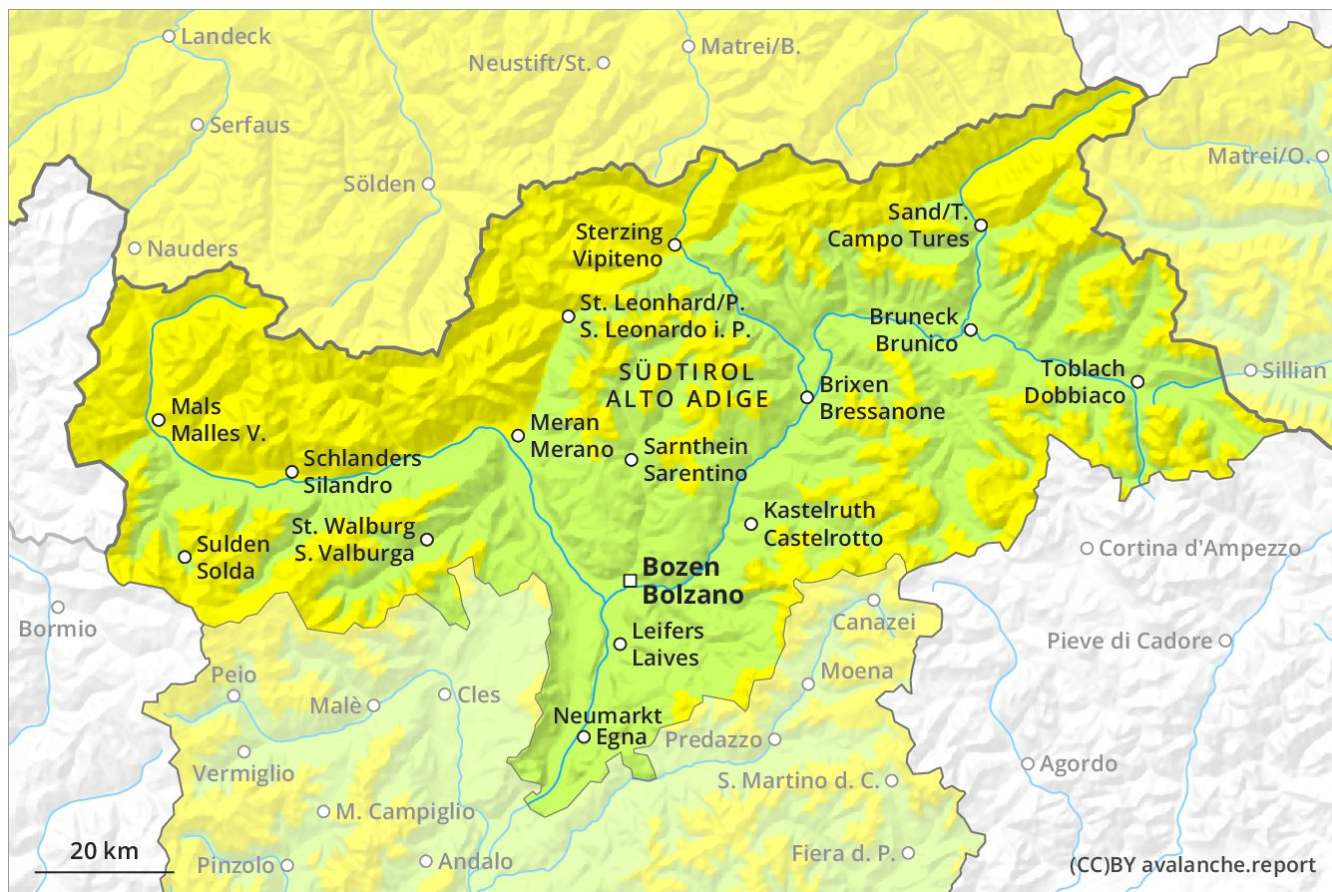 Landeck
Matrei/B.
Neustift/St.
Serfaus
Matrei/O.
Sölden
Sand/T.
Campo Tures
Sterzing
Vipiteno
Nauders
St. Leonhard/P.
S. Leonardo i. P.
Bruneck
Brunico
SÜDTIROL
ALTO ADIGE
Toblach
Dobbiaco
Sillian
Brixen
Bressanone
Mals
Malles V.
Meran
Merano
Sarnthein
Sarentino
Schlanders
Silandro
Kastelruth
Castelrotto
St. Walburg
S. Valburga
Sulden
Solda
Cortina d'Ampezzo
Bozen
Bolzano
Bormio
Canazei
Leifers
Laives
Pieve di Cadore
Peio
Moena
Malè
Cles
Neumarkt
Egna
Predazzo
Vermiglio
Agordo
S. Martino d. C.
M. Campiglio
20 km
Pinzolo
Andalo
Fiera d. P.
(CC)BY avalanche.report